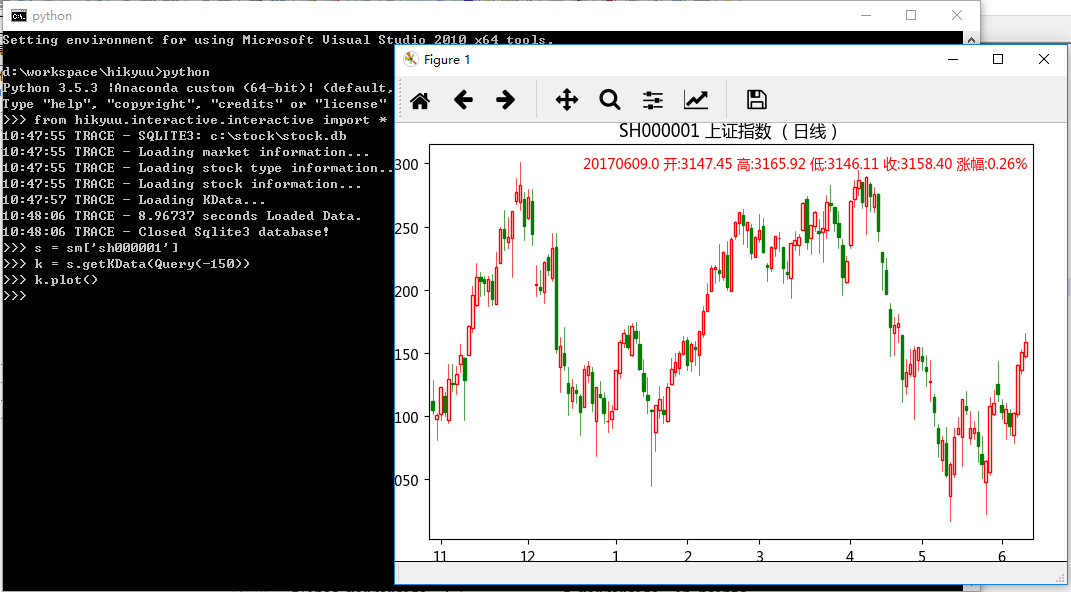 python
Setting environment for using Microsoft Visual Studio 2010 x64 tools.
d:\workspace\hikyuu>python
Python 3.5.3 |Anaconda custom (64-bit)| (default,
Type "help", "copyright", "credits" or "license"
>>> from hikyuu.interactive.interactive import *
10:47:55 TRACE - SQLITE3: c:\stock\stock.db
10:47:55 TRACE - Loading market information...
10:47:55 TRACE - Loading stock type information...
10:47:55 TRACE - Loading stock information...
10:47:57 TRACE - Loading KData...
10:48:06 TRACE - 8.96737 seconds Loaded Data.
10:48:06 TRACE - Closed Sqlite3 database!
>>> s = sm['sh000001']
>>> k = s.getKData(Query(-150))
>>> k.plot()
>>>
Figure 1
SH000001 上证指数（日线）
20170609.0 开:3147.45 高:3165.92 低:3146.11 收:3158.40 涨幅:0.26%
300
250
200
150
100
050
11 12 1 2 3 4 5 6